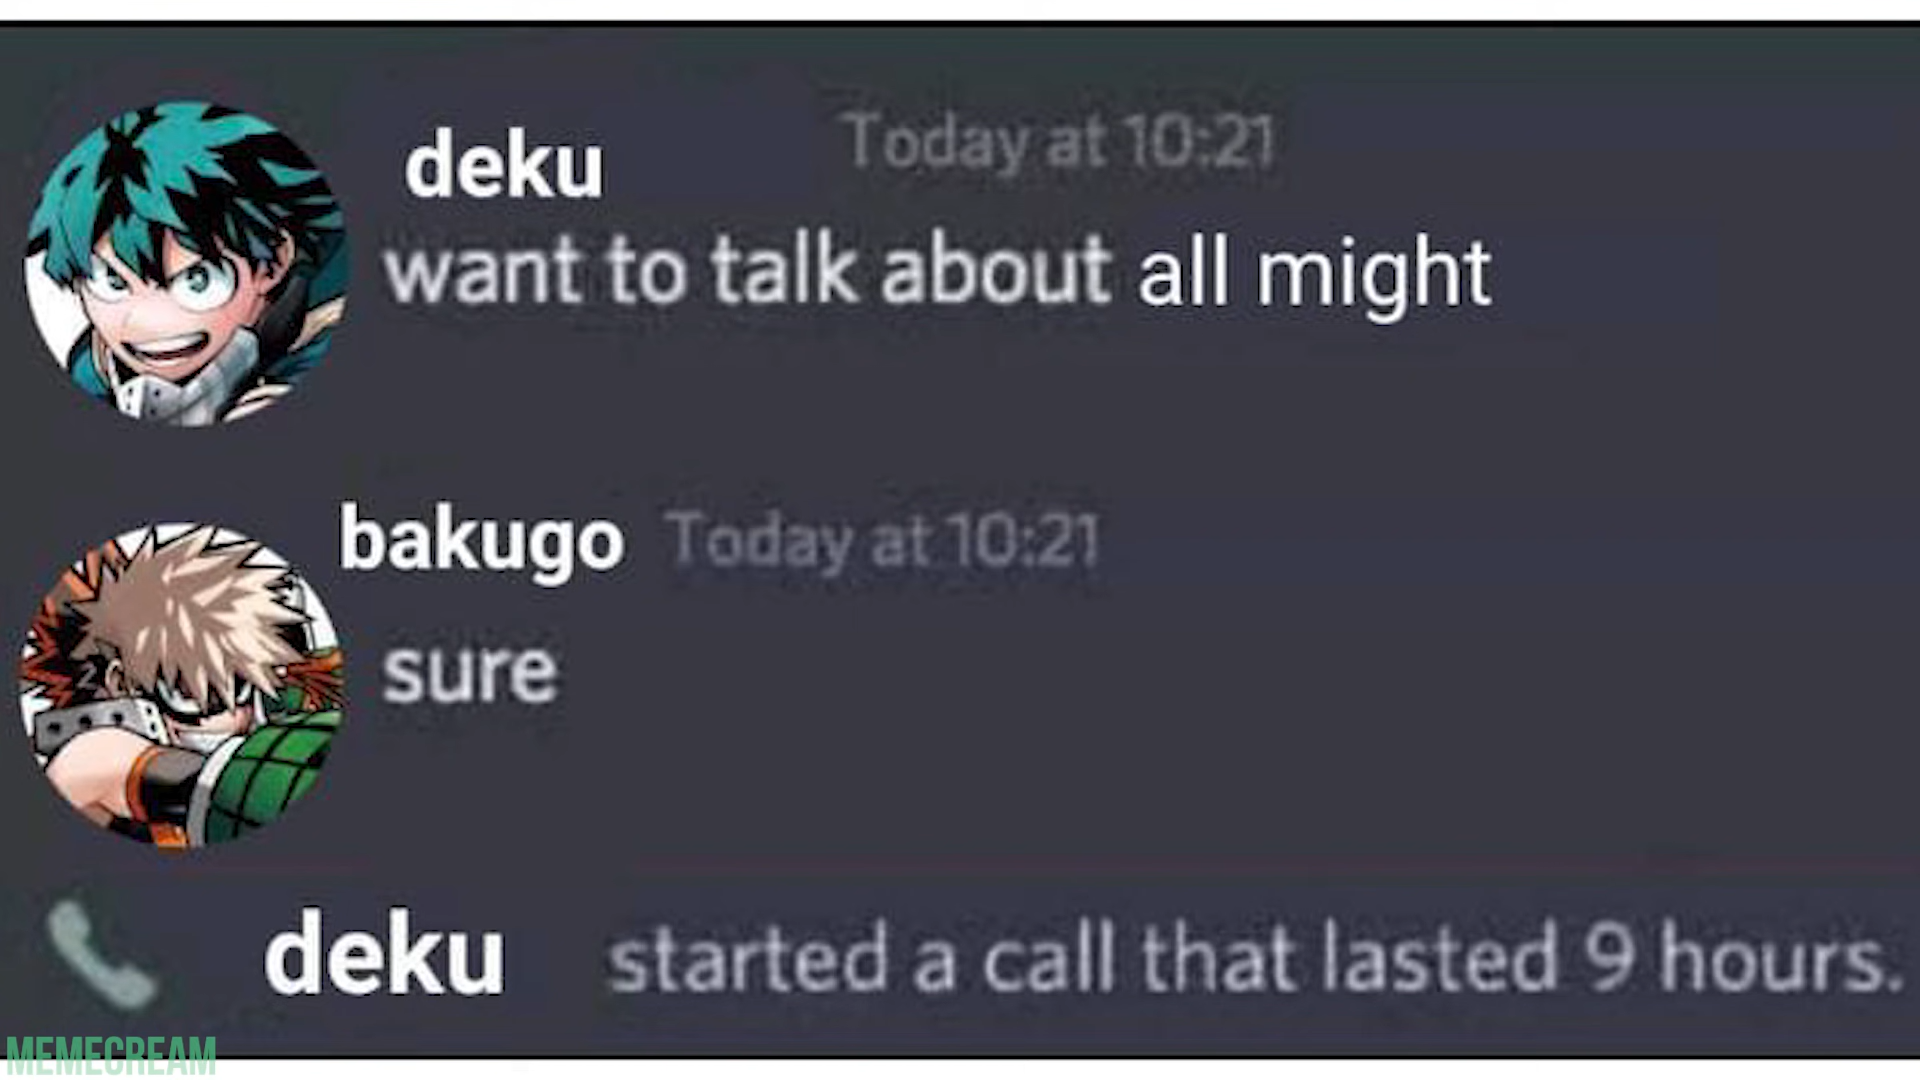 deku Today at 10:21
want to talk about all might
bakugo Today at 10:21
sure
deku started a call that lasted 9 hours.
MEMECREAM